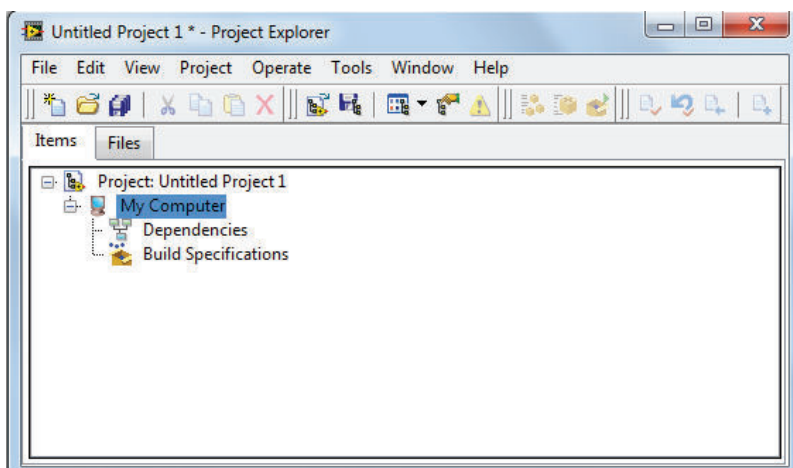 Untitled Project 1 * - Project Explorer
File Edit View Project Operate Tools Window Help
Items Files
Project: Untitled Project 1
My Computer
Dependencies
Build Specifications